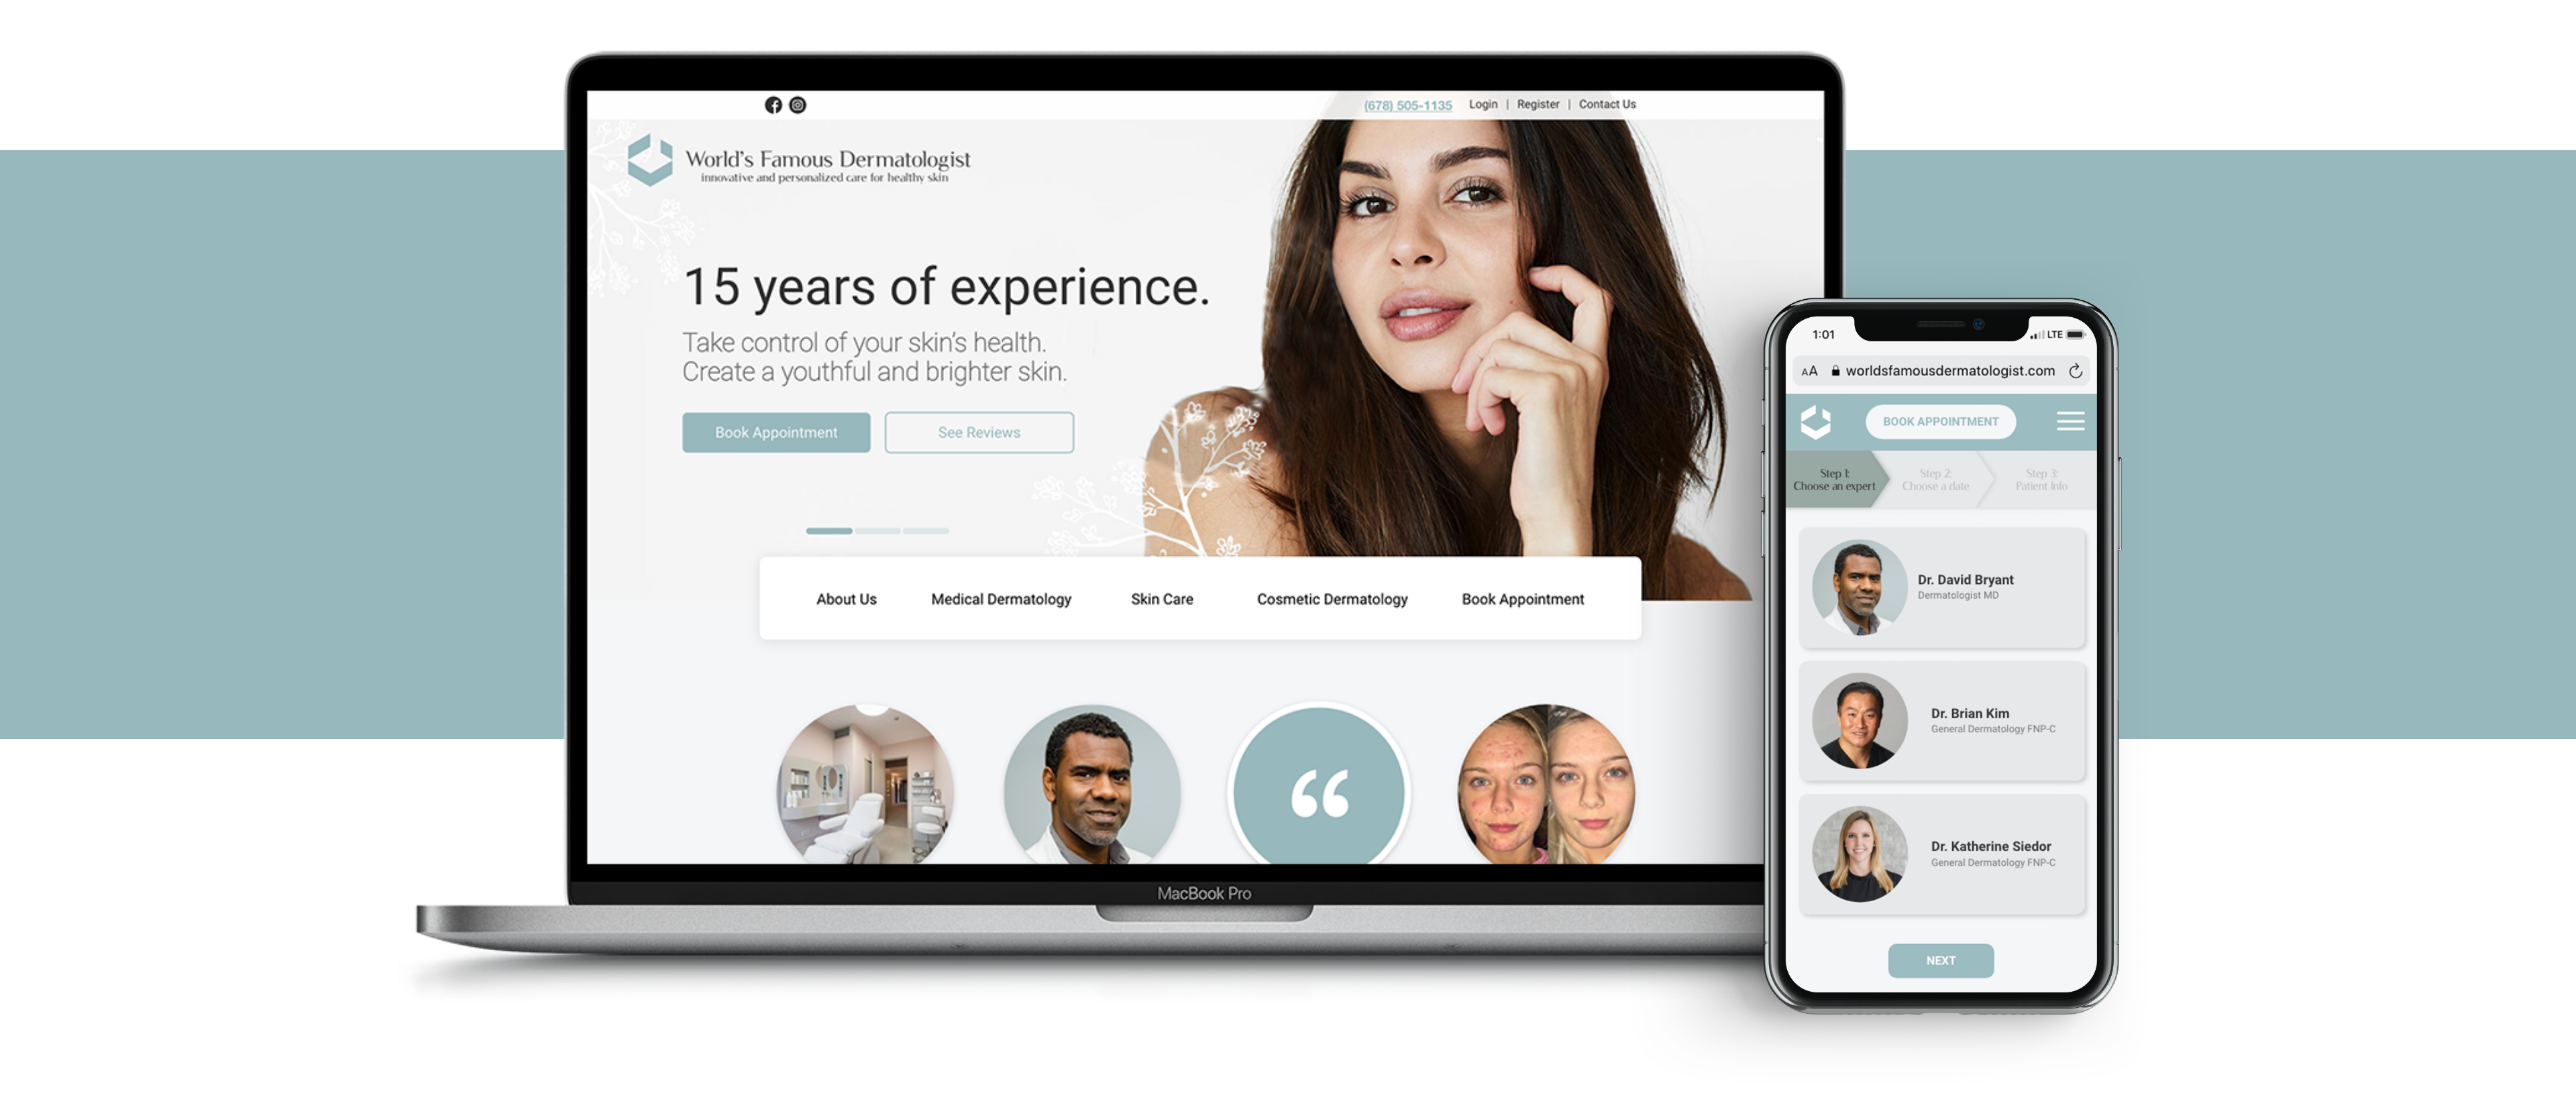 (678) 505-1135 Login | Register | Contact Us
World's Famous Dermatologist
innovative and personalized care for healthy skin
15 years of experience.
Take control of your skin's health.
Create a youthful and brighter skin.
Book Appointment
See Reviews
About Us
Medical Dermatology
Skin Care
Cosmetic Dermatology
Book Appointment
“
MacBook Pro
1:01
LTE
AA worldsfamousdermatologist.com
BOOK APPOINTMENT
Step 1:
Choose an expert
Step 2:
Choose a date
Step 3:
Patient Info
Dr. David Bryant
Dermatologist MD
Dr. Brian Kim
General Dermatology FNP-C
Dr. Katherine Siedor
General Dermatology FNP-C
NEXT